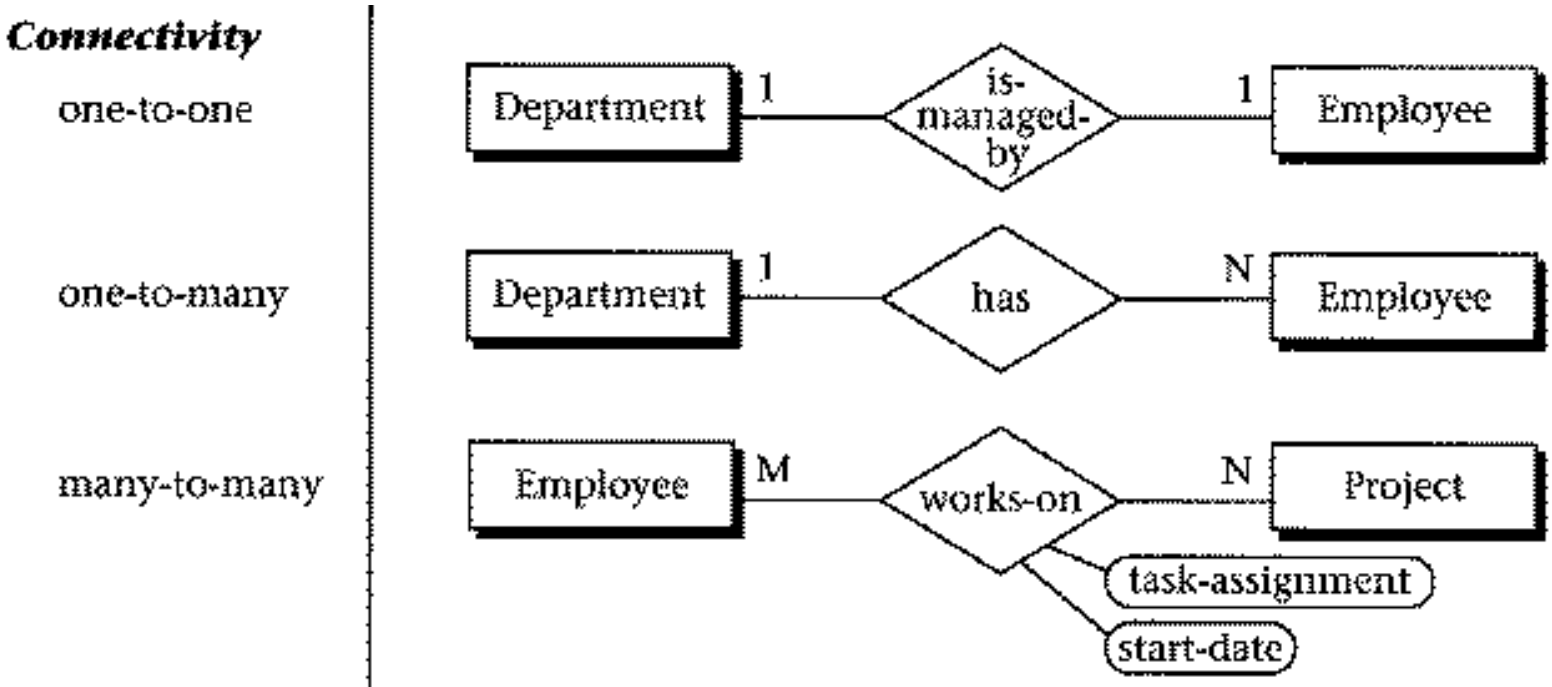 Connectivity
one-to-one
Department
1
is-
managed-
by
1
Employee
one-to-many
Department
1
has
N
Employee
many-to-many
Employee
M
works-on
N
Project
task-assignment
start-date